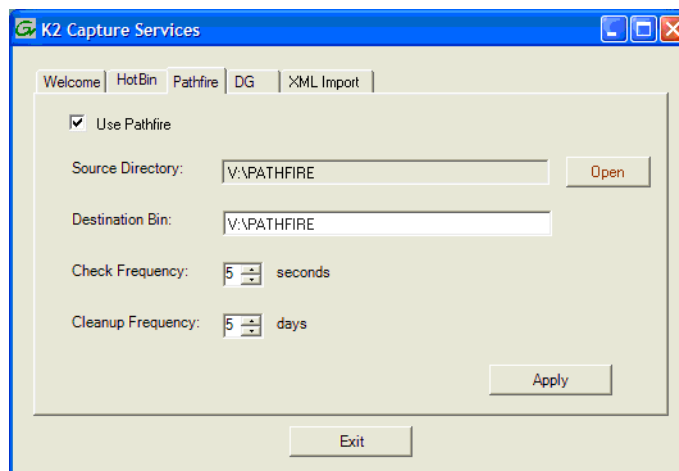 K2 Capture Services
Welcome HotBin Pathfire DG XML Import
Use Pathfire
Source Directory: V:\PATHFIRE Open
Destination Bin: V:\PATHFIRE
Check Frequency: 5 seconds
Cleanup Frequency: 5 days
Apply
Exit